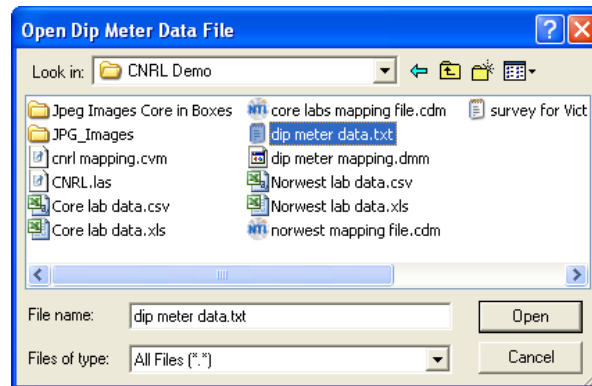 Open Dip Meter Data File
Look in: CNRL Demo
Jpeg Images Core in Boxes
JPG_Images
cnrl mapping.cvm
CNRL.las
Core lab data.csv
Core lab data.xls
core labs mapping file.cdm
dip meter data.txt
dip meter mapping.dmm
Norwest lab data.csv
Norwest lab data.xls
norwest mapping file.cdm
survey for Vict
File name: dip meter data.txt
Open
Files of type: All Files (*.*)
Cancel